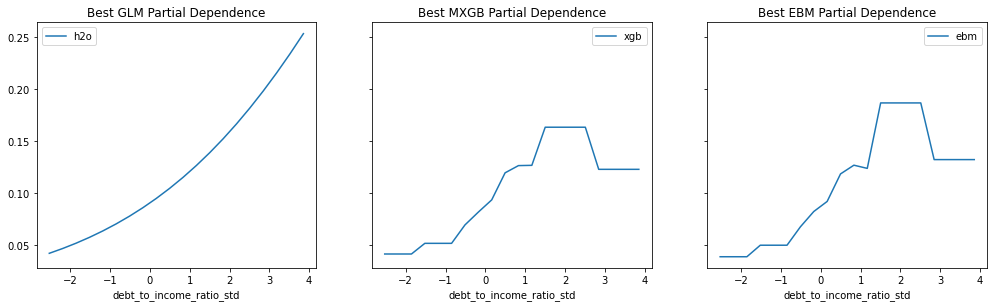 Best GLM Partial Dependence
h2o
0.25
0.20
0.15
0.10
0.05
−2 −1 0 1 2 3 4
debt_to_income_ratio_std
Best MXGB Partial Dependence
xgb
−2 −1 0 1 2 3 4
debt_to_income_ratio_std
Best EBM Partial Dependence
ebm
−2 −1 0 1 2 3 4
debt_to_income_ratio_std